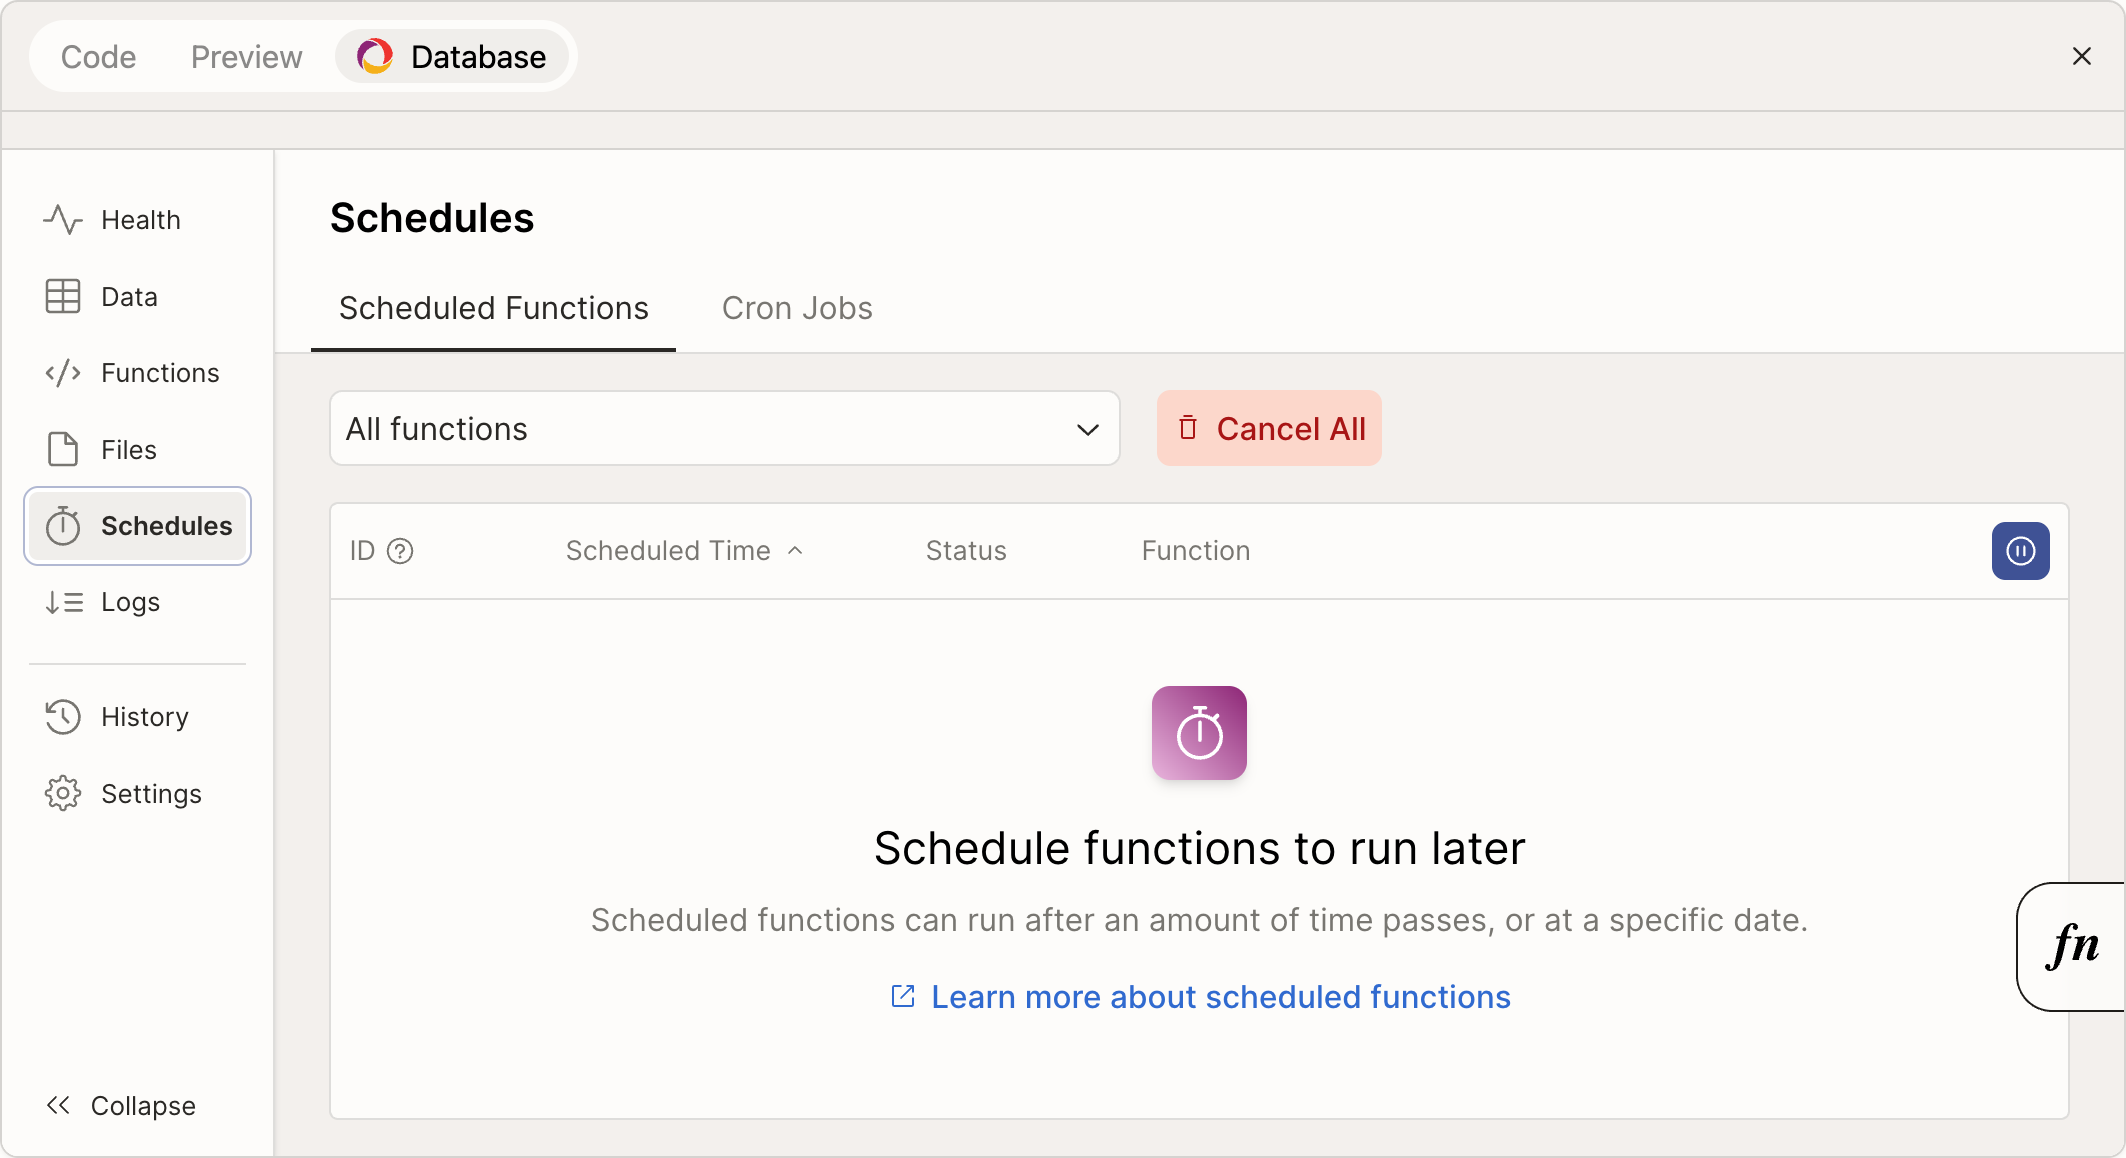 Code Preview Database
Health
Data
Functions
Files
Schedules
Logs
History
Settings
Collapse
Schedules
Scheduled Functions Cron Jobs
All functions Cancel All
ID Scheduled Time Status Function
Schedule functions to run later
Scheduled functions can run after an amount of time passes, or at a specific date.
Learn more about scheduled functions
fn